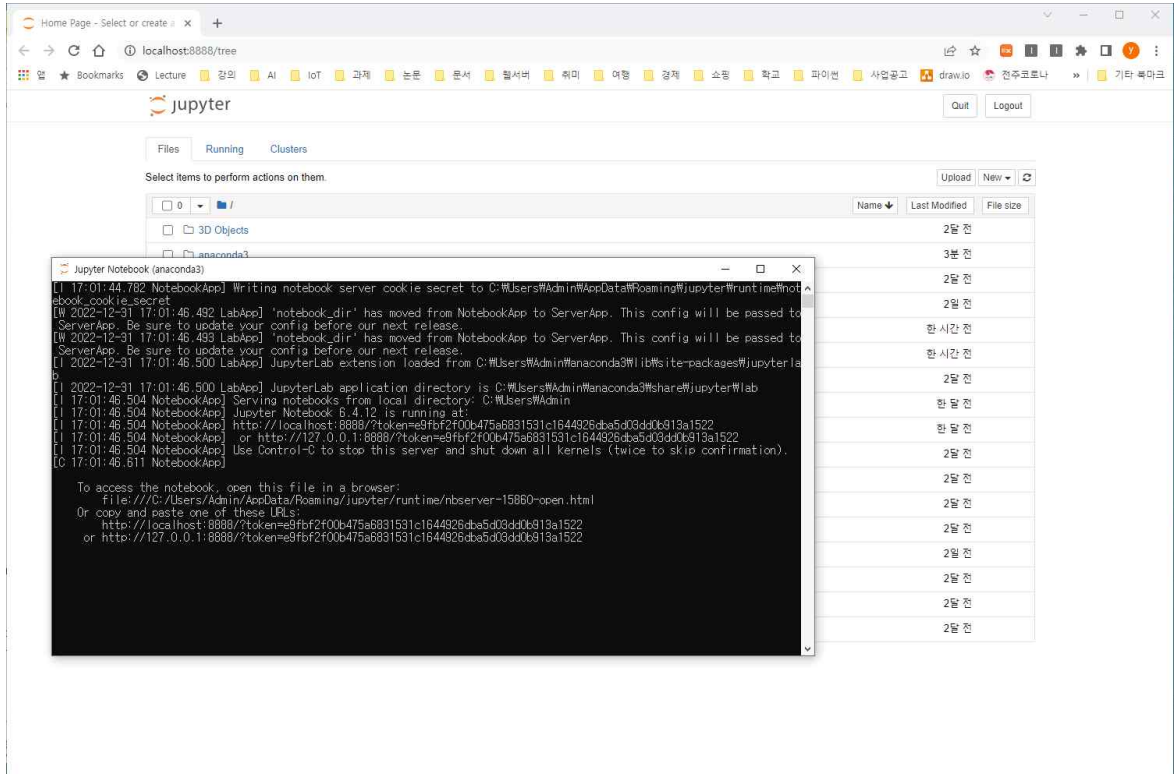 Home Page - Select or create a
localhost:8888/tree
앱 Bookmarks Lecture 강의 AI IoT 과제 논문 문서 웹서버 취미 여행 경제 쇼핑 학교 파이썬 사업공고 draw.io 전주코로나 » 기타 북마크
jupyter
Quit Logout
Files Running Clusters
Select items to perform actions on them.
Upload New
0 /
Name Last Modified File size
3D Objects 2달 전
anaconda3 3분 전
2달 전
2일 전
한 시간 전
한 시간 전
2달 전
한 달 전
한 달 전
2달 전
2달 전
2달 전
2달 전
2일 전
2달 전
2달 전
2달 전
Jupyter Notebook (anaconda3)
[I 17:01:44.782 NotebookApp] Writing notebook server cookie secret to C:₩Users₩Admin₩AppData₩Roaming₩jupyter₩runtime₩not
ebook_cookie_secret
[W 2022-12-31 17:01:46.492 LabApp] 'notebook_dir' has moved from NotebookApp to ServerApp. This config will be passed to
ServerApp. Be sure to update your config before our next release.
[W 2022-12-31 17:01:46.493 LabApp] 'notebook_dir' has moved from NotebookApp to ServerApp. This config will be passed to
ServerApp. Be sure to update your config before our next release.
[I 2022-12-31 17:01:46.500 LabApp] JupyterLab extension loaded from C:₩Users₩Admin₩anaconda3₩lib₩site-packages₩jupyterla
b
[I 2022-12-31 17:01:46.500 LabApp] JupyterLab application directory is C:₩Users₩Admin₩anaconda3₩share₩jupyter₩lab
[I 17:01:46.504 NotebookApp] Serving notebooks from local directory: C:₩Users₩Admin
[I 17:01:46.504 NotebookApp] Jupyter Notebook 6.4.12 is running at:
[I 17:01:46.504 NotebookApp] http://localhost:8888/?token=e9fbf2f00b475a6831531c1644926dba5d03dd0b913a1522
[I 17:01:46.504 NotebookApp] or http://127.0.0.1:8888/?token=e9fbf2f00b475a6831531c1644926dba5d03dd0b913a1522
[I 17:01:46.504 NotebookApp] Use Control-C to stop this server and shut down all kernels (twice to skip confirmation).
[C 17:01:46.611 NotebookApp]
To access the notebook, open this file in a browser:
file:///C:/Users/Admin/AppData/Roaming/jupyter/runtime/nbserver-15860-open.html
Or copy and paste one of these URLs:
http://localhost:8888/?token=e9fbf2f00b475a6831531c1644926dba5d03dd0b913a1522
or http://127.0.0.1:8888/?token=e9fbf2f00b475a6831531c1644926dba5d03dd0b913a1522